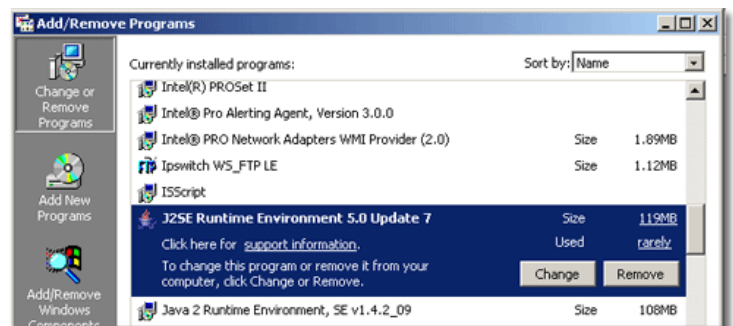 Add/Remove Programs
Change or
Remove
Programs
Add New
Programs
Add/Remove
Windows
Components
Currently installed programs:
Sort by: Name
Intel(R) PROSet II
Intel® Pro Alerting Agent, Version 3.0.0
Intel® PRO Network Adapters WMI Provider (2.0) Size 1.89MB
Ipswitch WS_FTP LE Size 1.12MB
ISScript
J2SE Runtime Environment 5.0 Update 7 Size 119MB
Click here for support information. Used rarely
To change this program or remove it from your
computer, click Change or Remove.
Change Remove
Java 2 Runtime Environment, SE v1.4.2_09 Size 108MB